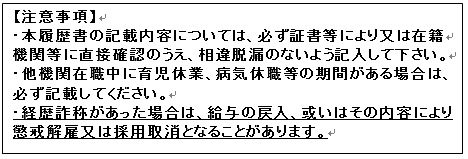 【注意事項】
・本履歴書の記載内容については、必ず証書等により又は在籍
機関等に直接確認のうえ、相違脱漏のないよう記入して下さい。
・他機関在職中に育児休業、病気休職等の期間がある場合は、
必ず記載してください。
・経歴詐称があった場合は、給与の戻入、或いはその内容により
懲戒解雇又は採用取消となることがあります。